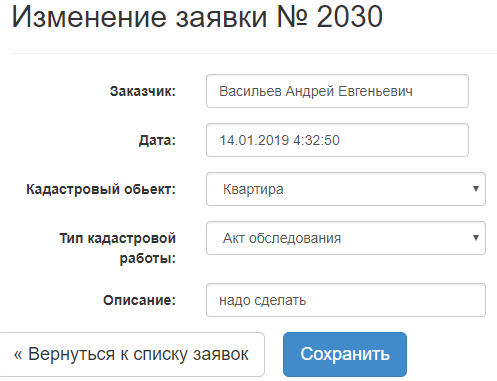 Изменение заявки № 2030
Заказчик: Васильев Андрей Евгеньевич
Дата: 14.01.2019 4:32:50
Кадастровый обьект: Квартира
Тип кадастровой работы: Акт обследования
Описание: надо сделать
« Вернуться к списку заявок Сохранить